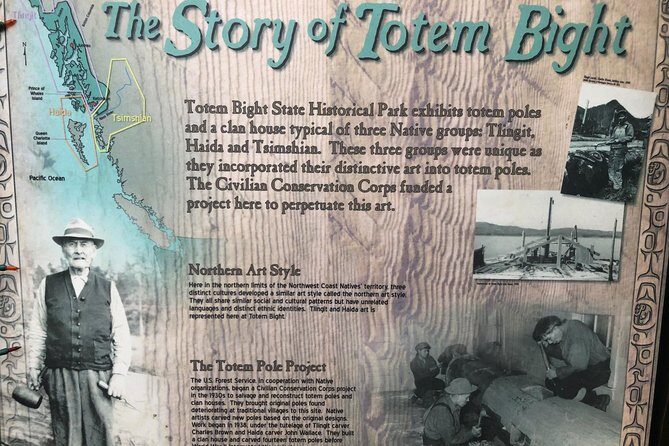 The Story of Totem Bight
Tlingit
N
Prince of
Wales
Island
Haida
Tsimshian
Queen
Charlotte
Island
Pacific Ocean
Totem Bight State Historical Park exhibits totem poles
and a clan house typical of three Native groups: Tlingit,
Haida and Tsimshian. These three groups were unique as
they incorporated their distinctive art into totem poles.
The Civilian Conservation Corps funded a
project here to perpetuate this art.
Northern Art Style
Here in the northern limits of the Northwest Coast Natives' territory, three
distinct cultures developed a similar art style called the northern art style.
They all share similar social and cultural patterns but have unrelated
languages and distinct ethnic identities. Tlingit and Haida art is
represented here at Totem Bight.
The Totem Pole Project
The U.S. Forest Service, in cooperation with Native
organizations, began a Civilian Conservation Corps project
in the 1930s to salvage and reconstruct totem poles and
clan houses. They brought original poles found
deteriorating at traditional villages to this site. Native
artists carved new poles based on the original designs.
Work began in 1938, under the tutelage of Tlingit carver
Charles Brown and Haida carver John Wallace. They built
a clan house and carved fourteen totem poles before